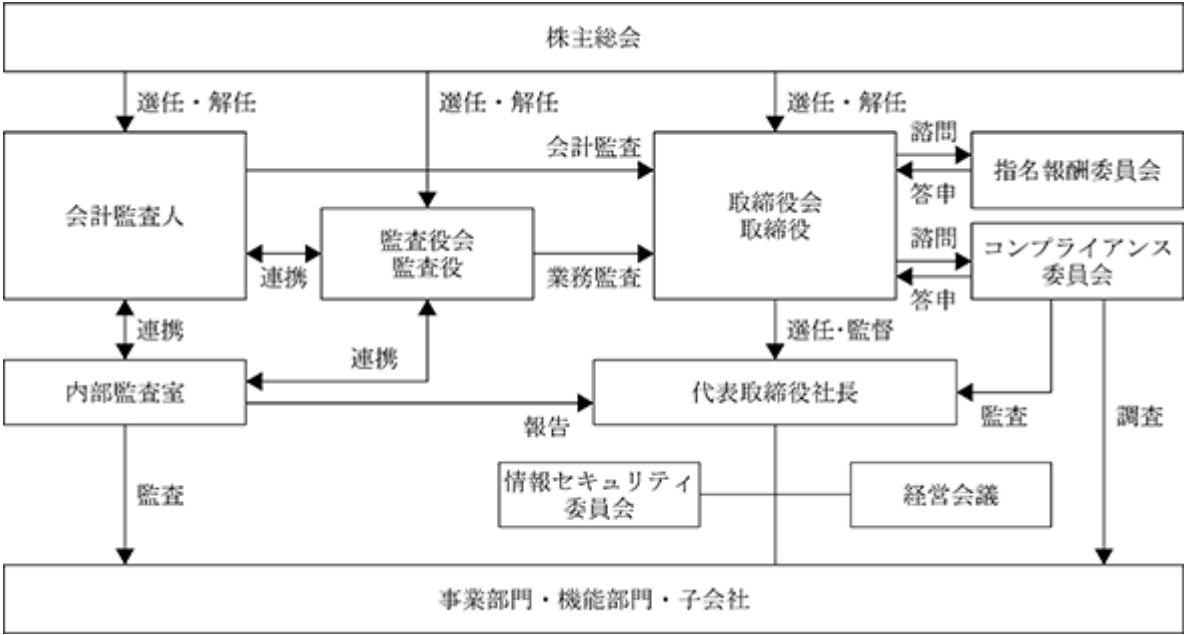 株主総会
選任・解任
選任・解任
選任・解任
会計監査人
会計監査
取締役会
取締役
諮問
答申
指名報酬委員会
監査役会
監査役
連携
業務監査
諮問
答申
コンプライアンス
委員会
連携
連携
選任・監督
内部監査室
報告
代表取締役社長
監査
調査
監査
情報セキュリティ
委員会
経営会議
事業部門・機能部門・子会社